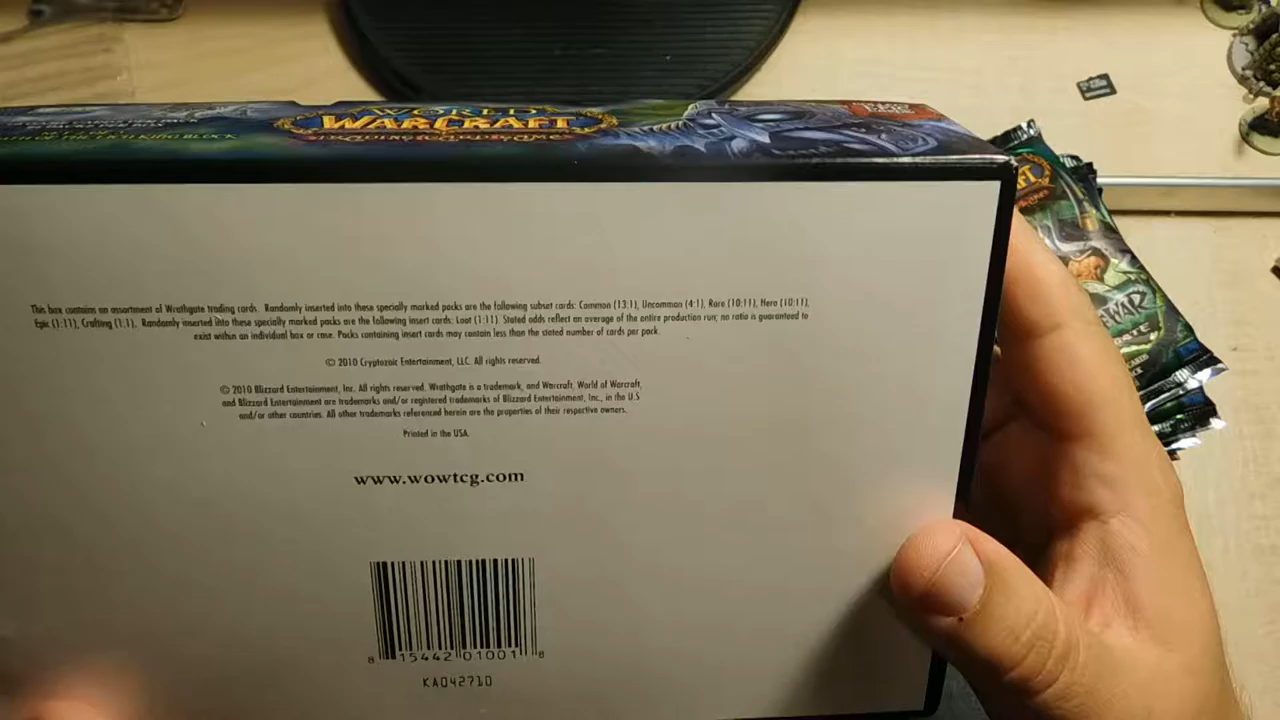 WORLD
WARCRAFT
TRADING CARD GAME
This box contains an assortment of Wrathgate trading cards. Randomly inserted into these specially marked packs are the following subset cards: Common (13:1), Uncommon (4:1), Rare (10:11), Hero (10:11),
Epic (1:11), Crafting (1:1). Randomly inserted into these specially marked packs are the following insert cards: Loot (1:11). Stated odds reflect an average of the entire production run; no ratio is guaranteed to
exist within an individual box or case. Packs containing insert cards may contain less than the stated number of cards per pack.
© 2010 Cryptozoic Entertainment, LLC. All rights reserved.
© 2010 Blizzard Entertainment, Inc. All rights reserved. Wrathgate is a trademark, and Warcraft, World of Warcraft,
and Blizzard Entertainment are trademarks and/or registered trademarks of Blizzard Entertainment, Inc., in the U.S
and/or other countries. All other trademarks referenced herein are the properties of their respective owners.
Printed in the USA.
www.wowtcg.com
8 15442 01001 8
KA042710